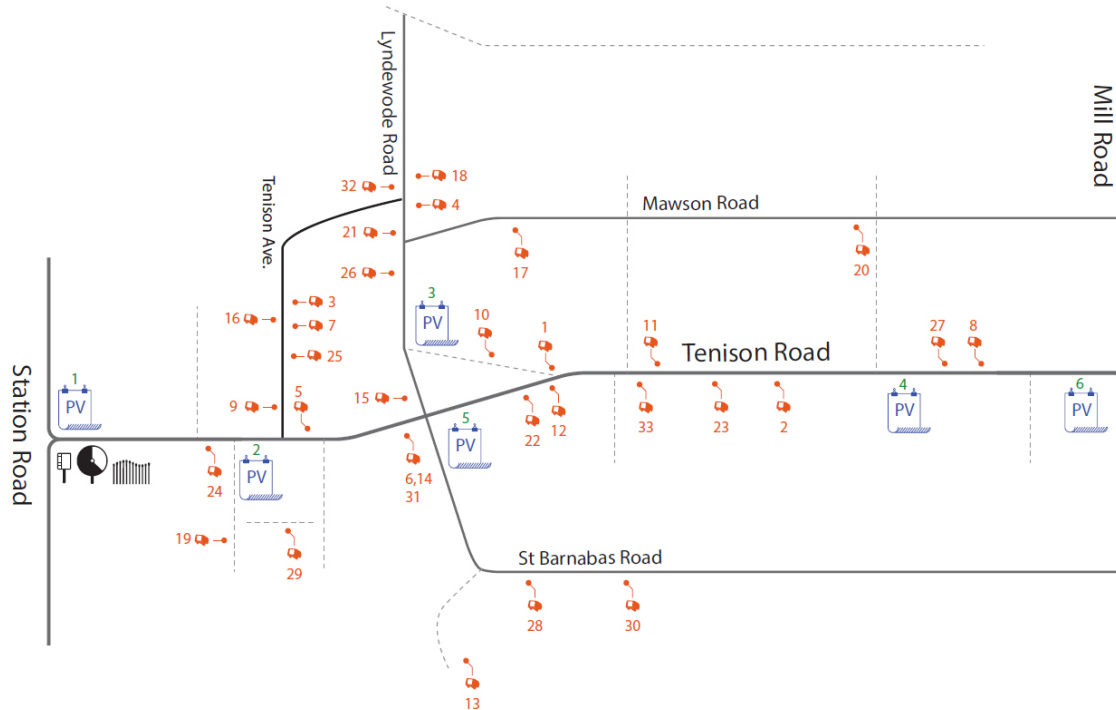 Lyndewode Road
Mill Road
18
32
Tenison Ave.
4
Mawson Road
21
17
20
26
3
PV
3
16
7
10
1
11
27
8
25
Tenison Road
Station Road
1
PV
9
5
15
22
12
33
23
2
4
PV
6
PV
5
PV
2
PV
24
6,14
31
19
29
St Barnabas Road
28
30
13